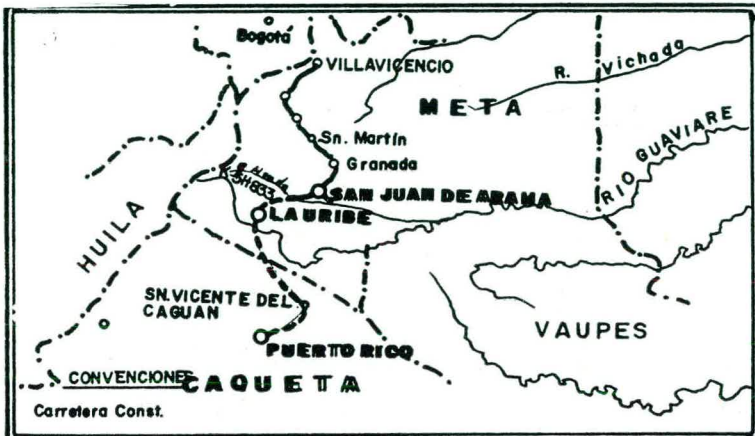 Bogotá
VILLAVICENCIO
R. Vichada
META
Sn. Martín
Granada
RIO GUAVIARE
SAN JUAN DE ARAMA
LA URIBE
HUILA
SN. VICENTE DEL
CAGUAN
VAUPES
PUERTO RICO
CONVENCIONES
CAQUETA
Carretera Const.